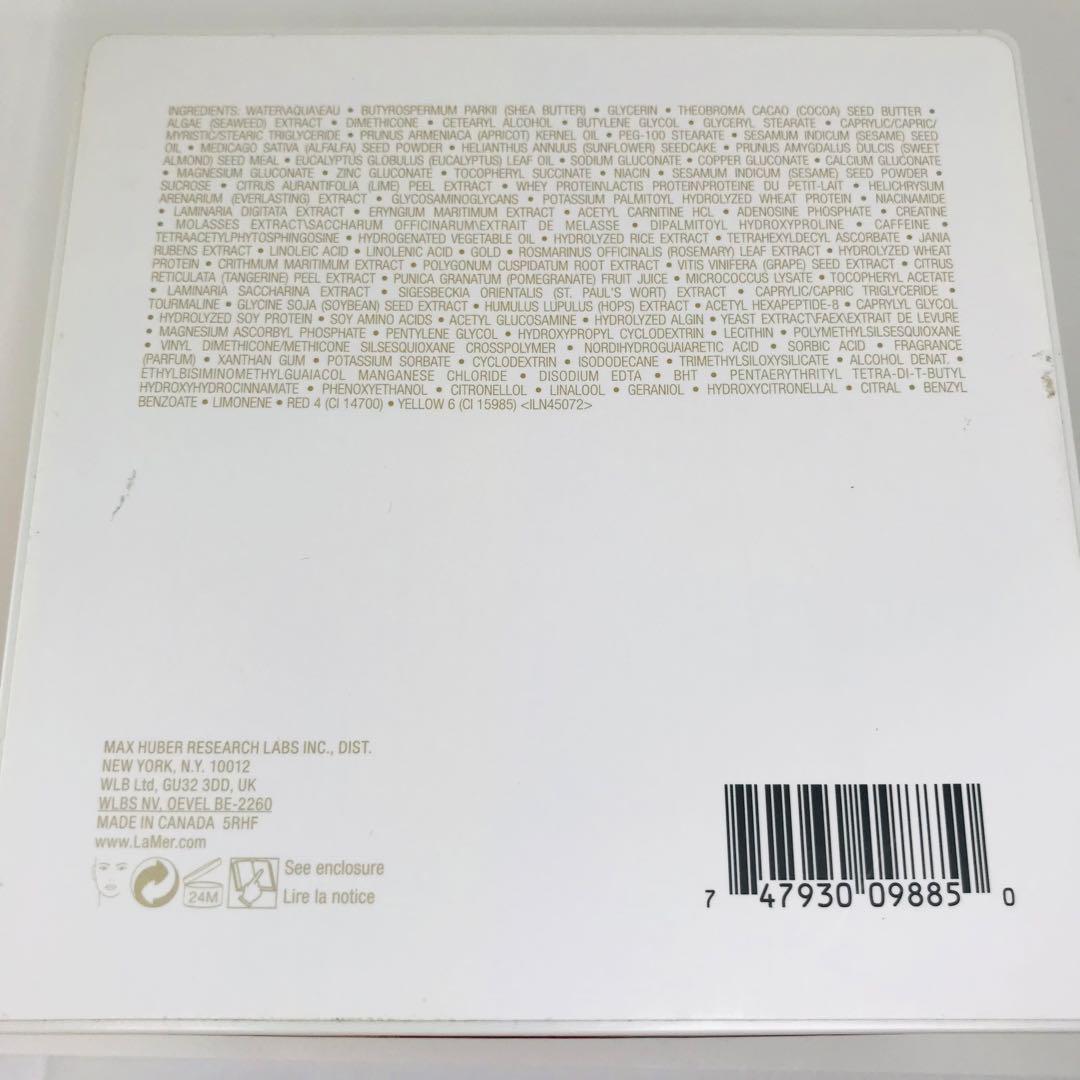 INGREDIENTS: WATER\AQUA\EAU • BUTYROSPERMUM PARKII (SHEA BUTTER) • GLYCERIN • THEOBROMA CACAO (COCOA) SEED BUTTER •
ALGAE (SEAWEED) EXTRACT • DIMETHICONE • CETEARYL ALCOHOL • BUTYLENE GLYCOL • GLYCERYL STEARATE • CAPRYLIC/CAPRIC/
MYRISTIC/STEARIC TRIGLYCERIDE • PRUNUS ARMENIACA (APRICOT) KERNEL OIL • PEG-100 STEARATE • SESAMUM INDICUM (SESAME) SEED
OIL • MEDICAGO SATIVA (ALFALFA) SEED POWDER • HELIANTHUS ANNUUS (SUNFLOWER) SEEDCAKE • PRUNUS AMYGDALUS DULCIS (SWEET
ALMOND) SEED MEAL • EUCALYPTUS GLOBULUS (EUCALYPTUS) LEAF OIL • SODIUM GLUCONATE • COPPER GLUCONATE • CALCIUM GLUCONATE
• MAGNESIUM GLUCONATE • ZINC GLUCONATE • TOCOPHERYL SUCCINATE • NIACIN • SESAMUM INDICUM (SESAME) SEED POWDER •
SUCROSE • CITRUS AURANTIFOLIA (LIME) PEEL EXTRACT • WHEY PROTEIN\LACTIS PROTEIN\PROTEINE DU PETIT-LAIT • HELICHRYSUM
ARENARIUM (EVERLASTING) EXTRACT • GLYCOSAMINOGLYCANS • POTASSIUM PALMITOYL HYDROLYZED WHEAT PROTEIN • NIACINAMIDE
• LAMINARIA DIGITATA EXTRACT • ERYNGIUM MARITIMUM EXTRACT • ACETYL CARNITINE HCL • ADENOSINE PHOSPHATE • CREATINE
• MOLASSES EXTRACT\SACCHARUM OFFICINARUM\EXTRAIT DE MELASSE • DIPALMITOYL HYDROXYPROLINE • CAFFEINE •
TETRAACETYLPHYTOSPHINGOSINE • HYDROGENATED VEGETABLE OIL • HYDROLYZED RICE EXTRACT • TETRAHEXYLDECYL ASCORBATE • JANIA
RUBENS EXTRACT • LINOLEIC ACID • LINOLENIC ACID • GOLD • ROSMARINUS OFFICINALIS (ROSEMARY) LEAF EXTRACT • HYDROLYZED WHEAT
PROTEIN • CRITHMUM MARITIMUM EXTRACT • POLYGONUM CUSPIDATUM ROOT EXTRACT • VITIS VINIFERA (GRAPE) SEED EXTRACT • CITRUS
RETICULATA (TANGERINE) PEEL EXTRACT • PUNICA GRANATUM (POMEGRANATE) FRUIT JUICE • MICROCOCCUS LYSATE • TOCOPHERYL ACETATE
• LAMINARIA SACCHARINA EXTRACT • SIGESBECKIA ORIENTALIS (ST. PAUL'S WORT) EXTRACT • CAPRYLIC/CAPRIC TRIGLYCERIDE •
TOURMALINE • GLYCINE SOJA (SOYBEAN) SEED EXTRACT • HUMULUS LUPULUS (HOPS) EXTRACT • ACETYL HEXAPEPTIDE-8 • CAPRYLYL GLYCOL
• HYDROLYZED SOY PROTEIN • SOY AMINO ACIDS • ACETYL GLUCOSAMINE • HYDROLYZED ALGIN • YEAST EXTRACT\FAEX\EXTRAIT DE LEVURE
• MAGNESIUM ASCORBYL PHOSPHATE • PENTYLENE GLYCOL • HYDROXYPROPYL CYCLODEXTRIN • LECITHIN • POLYMETHYLSILSESQUIOXANE
• VINYL DIMETHICONE/METHICONE SILSESQUIOXANE CROSSPOLYMER • NORDIHYDROGUAIARETIC ACID • SORBIC ACID • FRAGRANCE
(PARFUM) • XANTHAN GUM • POTASSIUM SORBATE • CYCLODEXTRIN • ISODODECANE • TRIMETHYLSILOXYSILICATE • ALCOHOL DENAT. •
ETHYLBISIMINOMETHYLGUAIACOL MANGANESE CHLORIDE • DISODIUM EDTA • BHT • PENTAERYTHRITYL TETRA-DI-T-BUTYL
HYDROXYHYDROCINNAMATE • PHENOXYETHANOL • CITRONELLOL • LINALOOL • GERANIOL • HYDROXYCITRONELLAL • CITRAL • BENZYL
BENZOATE • LIMONENE • RED 4 (CI 14700) • YELLOW 6 (CI 15985) <ILN45072>
MAX HUBER RESEARCH LABS INC., DIST.
NEW YORK, N.Y. 10012
WLB Ltd, GU32 3DD, UK
WLBS NV, OEVEL BE-2260
MADE IN CANADA 5RHF
www.LaMer.com
24M
See enclosure
Lire la notice
7 47930 09885 0